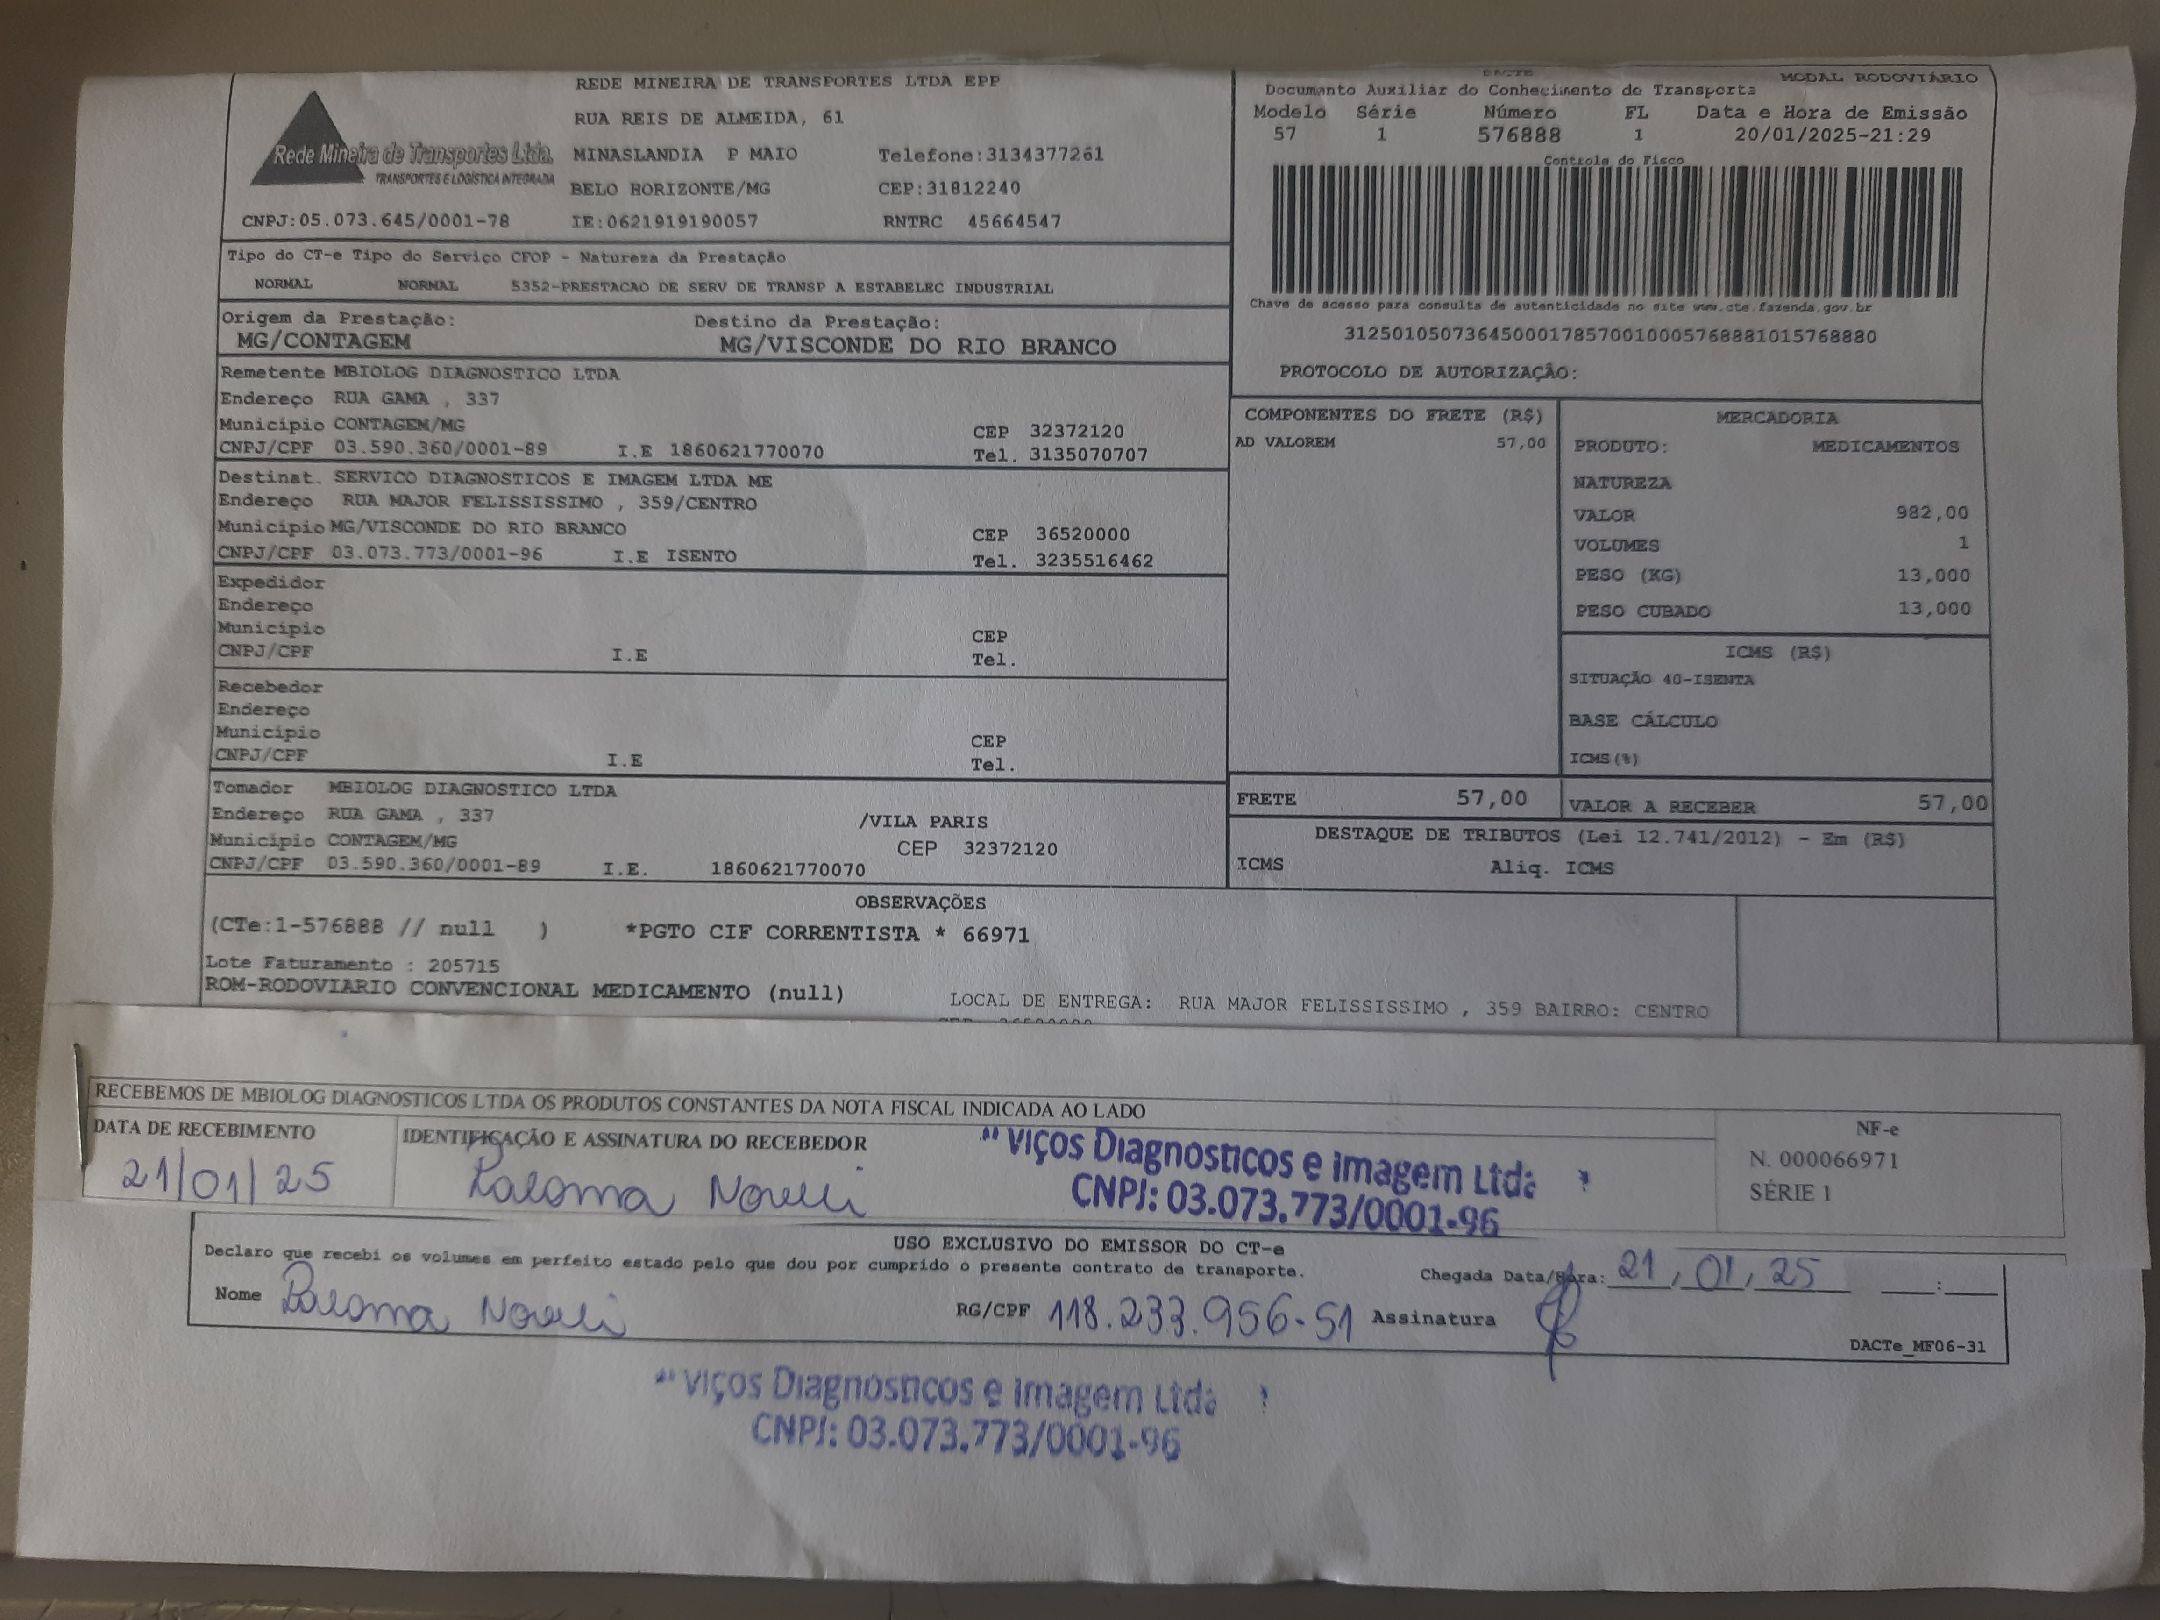 REDE MINEIRA DE TRANSPORTES LTDA EPP
RUA REIS DE ALMEIDA, 61
Rede Mineira de Transportes Ltda.
TRANSPORTES E LOGÍSTICA INTEGRADA
MINASLANDIA P MAIO Telefone:3134377261
BELO HORIZONTE/MG CEP:31812240
CNPJ:05.073.645/0001-78 IE:0621919190057 RNTRC 45664547
DACTE MODAL RODOVIÁRIO
Documento Auxiliar do Conhecimento de Transporte
Modelo Série Número FL Data e Hora de Emissão
57 1 576888 1 20/01/2025-21:29
Controle do Fisco
Chave de acesso para consulta de autenticidade no site www.cte.fazenda.gov.br
31250105073645000178570010005768881015768880
PROTOCOLO DE AUTORIZAÇÃO:
Tipo do CT-e Tipo do Serviço CFOP - Natureza da Prestação
NORMAL NORMAL 5352-PRESTACAO DE SERV DE TRANSP A ESTABELEC INDUSTRIAL
Origem da Prestação: Destino da Prestação:
MG/CONTAGEM MG/VISCONDE DO RIO BRANCO
Remetente MBIOLOG DIAGNOSTICO LTDA
Endereço RUA GAMA , 337
Município CONTAGEM/MG CEP 32372120
CNPJ/CPF 03.590.360/0001-89 I.E 1860621770070 Tel. 3135070707
Destinat. SERVICO DIAGNOSTICOS E IMAGEM LTDA ME
Endereço RUA MAJOR FELISSISSIMO , 359/CENTRO
Município MG/VISCONDE DO RIO BRANCO CEP 36520000
CNPJ/CPF 03.073.773/0001-96 I.E ISENTO Tel. 3235516462
Expedidor
Endereço
Município CEP
CNPJ/CPF I.E Tel.
Recebedor
Endereço
Município CEP
CNPJ/CPF I.E Tel.
Tomador MBIOLOG DIAGNOSTICO LTDA
Endereço RUA GAMA , 337 /VILA PARIS
Município CONTAGEM/MG CEP 32372120
CNPJ/CPF 03.590.360/0001-89 I.E. 1860621770070
COMPONENTES DO FRETE (R$)
AD VALOREM 57,00
MERCADORIA
PRODUTO: MEDICAMENTOS
NATUREZA
VALOR 982,00
VOLUMES 1
PESO (KG) 13,000
PESO CUBADO 13,000
ICMS (R$)
SITUAÇÃO 40-ISENTA
BASE CÁLCULO
ICMS(%)
FRETE 57,00 VALOR A RECEBER 57,00
DESTAQUE DE TRIBUTOS (Lei 12.741/2012) - Em (R$)
ICMS Aliq. ICMS
OBSERVAÇÕES
(CTe:1-576888 // null ) *PGTO CIF CORRENTISTA * 66971
Lote Faturamento : 205715
ROM-RODOVIARIO CONVENCIONAL MEDICAMENTO (null)
LOCAL DE ENTREGA: RUA MAJOR FELISSISSIMO , 359 BAIRRO: CENTRO
RECEBEMOS DE MBIOLOG DIAGNOSTICOS LTDA OS PRODUTOS CONSTANTES DA NOTA FISCAL INDICADA AO LADO
DATA DE RECEBIMENTO IDENTIFICAÇÃO E ASSINATURA DO RECEBEDOR
21/01/25 Paloma Novelli
viços Diagnosticos e Imagem Ltda
CNPJ: 03.073.773/0001-96
NF-e
N. 000066971
SÉRIE 1
USO EXCLUSIVO DO EMISSOR DO CT-e
Declaro que recebi os volumes em perfeito estado pelo que dou por cumprido o presente contrato de transporte.
Chegada Data/Hora: 21, 01, 25 :
Nome Paloma Novelli RG/CPF 118.233.956-51 Assinatura
DACTe_MF06-31
viços Diagnosticos e Imagem Ltda
CNPJ: 03.073.773/0001-96